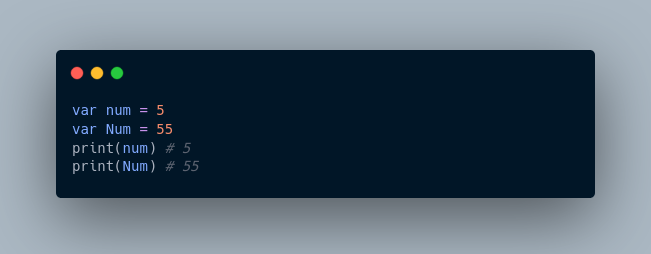 var num = 5
var Num = 55
print(num) # 5
print(Num) # 55